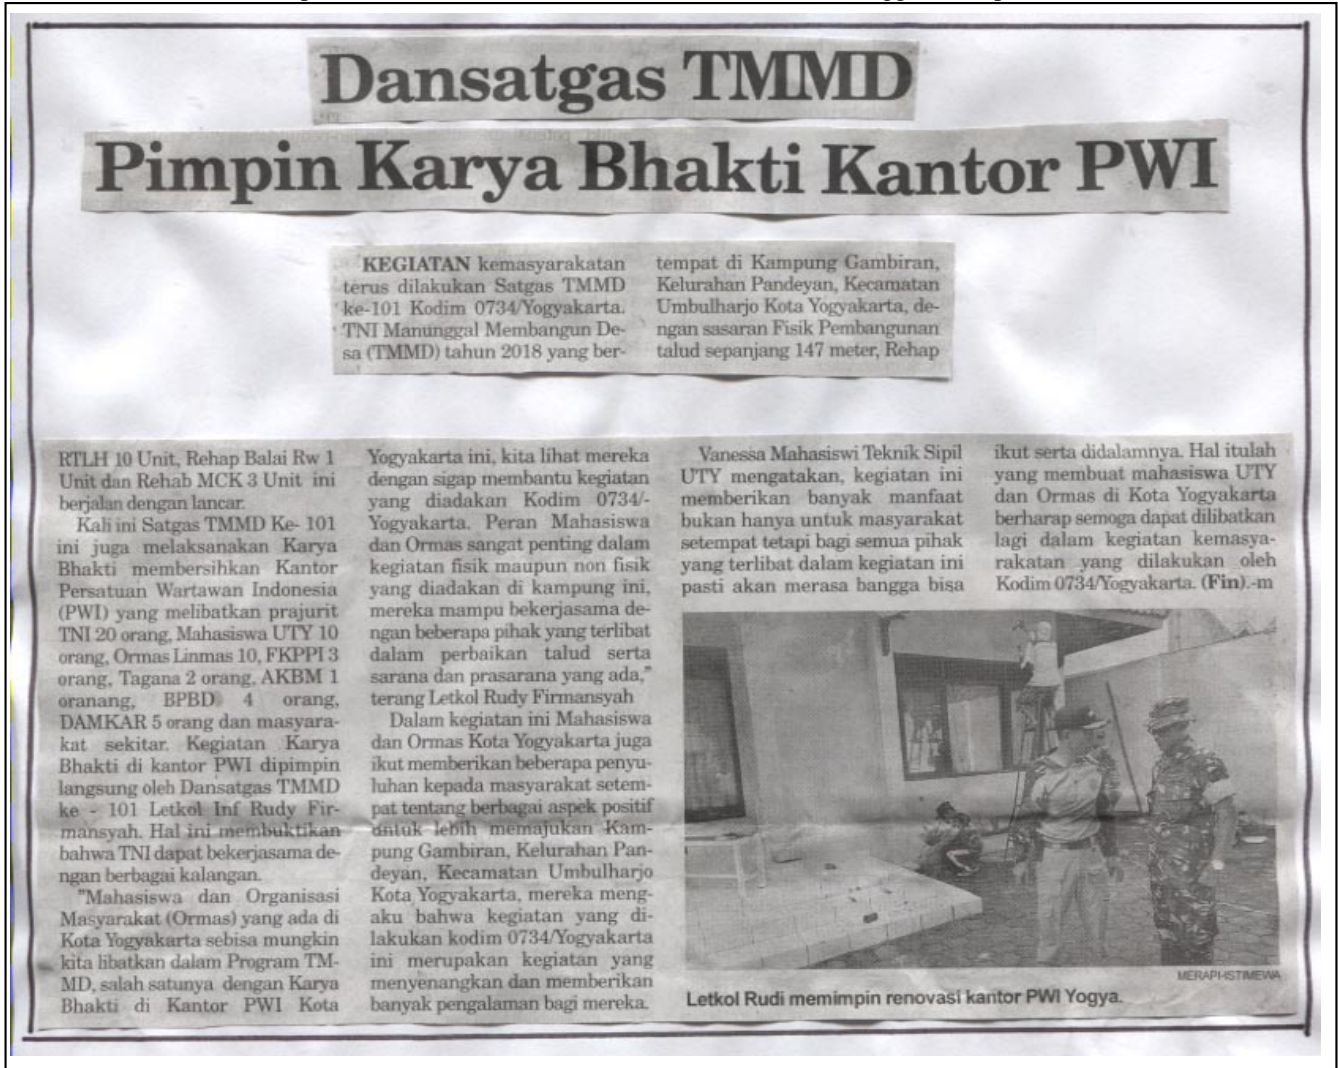 Dansatgas TMMD
Pimpin Karya Bhakti Kantor PWI
KEGIATAN kemasyarakatan
terus dilakukan Satgas TMMD
ke-101 Kodim 0734/Yogyakarta.
TNI Manunggal Membangun De-
sa (TMMD) tahun 2018 yang ber-
tempat di Kampung Gambiran,
Kelurahan Pandeyan, Kecamatan
Umbulharjo Kota Yogyakarta, de-
ngan sasaran Fisik Pembangunan
talud sepanjang 147 meter, Rehap
RTLH 10 Unit, Rehap Balai Rw 1
Unit dan Rehab MCK 3 Unit ini
berjalan dengan lancar.
Kali ini Satgas TMMD Ke- 101
ini juga melaksanakan Karya
Bhakti membersihkan Kantor
Persatuan Wartawan Indonesia
(PWI) yang melibatkan prajurit
TNI 20 orang, Mahasiswa UTY 10
orang, Ormas Linmas 10, FKPPI 3
orang, Tagana 2 orang, AKBM 1
oranang, BPBD 4 orang,
DAMKAR 5 orang dan masyara-
kat sekitar. Kegiatan Karya
Bhakti di kantor PWI dipimpin
langsung oleh Dansatgas TMMD
ke - 101 Letkol Inf Rudy Fir-
mansyah. Hal ini membuktikan
bahwa TNI dapat bekerjasama de-
ngan berbagai kalangan.
"Mahasiswa dan Organisasi
Masyarakat (Ormas) yang ada di
Kota Yogyakarta sebisa mungkin
kita libatkan dalam Program TM-
MD, salah satunya dengan Karya
Bhakti di Kantor PWI Kota
Yogyakarta ini, kita lihat mereka
dengan sigap membantu kegiatan
yang diadakan Kodim 0734/-
Yogyakarta. Peran Mahasiswa
dan Ormas sangat penting dalam
kegiatan fisik maupun non fisik
yang diadakan di kampung ini,
mereka mampu bekerjasama de-
ngan beberapa pihak yang terlibat
dalam perbaikan talud serta
sarana dan prasarana yang ada,"
terang Letkol Rudy Firmansyah
Dalam kegiatan ini Mahasiswa
dan Ormas Kota Yogyakarta juga
ikut memberikan beberapa penyu-
luhan kepada masyarakat setem-
pat tentang berbagai aspek positif
untuk lebih memajukan Kam-
pung Gambiran, Kelurahan Pan-
deyan, Kecamatan Umbulharjo
Kota Yogyakarta, mereka meng-
aku bahwa kegiatan yang di-
lakukan kodim 0734/Yogyakarta
ini merupakan kegiatan yang
menyenangkan dan memberikan
banyak pengalaman bagi mereka.
Vanessa Mahasiswi Teknik Sipil
UTY mengatakan, kegiatan ini
memberikan banyak manfaat
bukan hanya untuk masyarakat
setempat tetapi bagi semua pihak
yang terlibat dalam kegiatan ini
pasti akan merasa bangga bisa
ikut serta didalamnya. Hal itulah
yang membuat mahasiswa UTY
dan Ormas di Kota Yogyakarta
berharap semoga dapat dilibatkan
lagi dalam kegiatan kemasya-
rakatan yang dilakukan oleh
Kodim 0734/Yogyakarta. (Fin).-m
MERAPI-ISTIMEWA
Letkol Rudi memimpin renovasi kantor PWI Yogya.